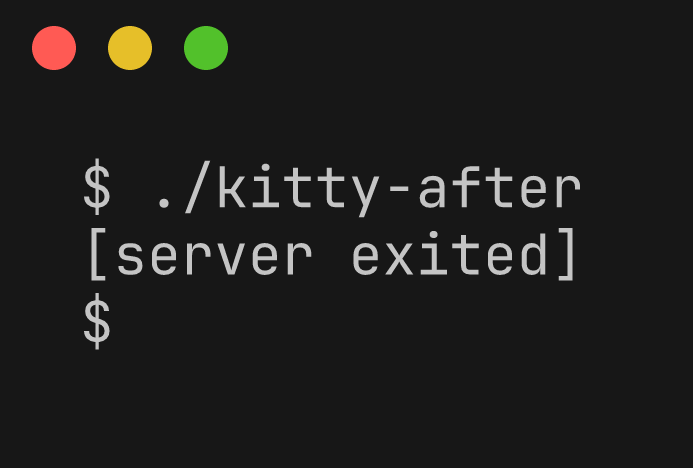 $ ./kitty-after
[server exited]
$